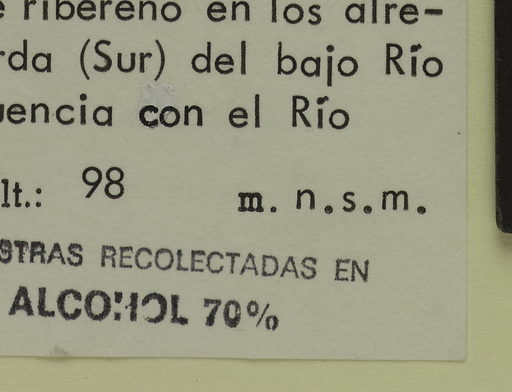 ribereño en los alre-
rda (Sur) del bajo Río
uencia con el Río
lt.: 98 m. n.s.m.
STRAS RECOLECTADAS EN
ALCOHOL 70%